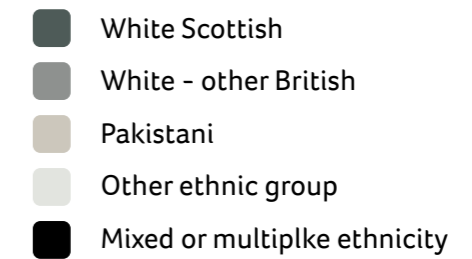 White Scottish
White - other British
Pakistani
Other ethnic group
Mixed or multiplke ethnicity